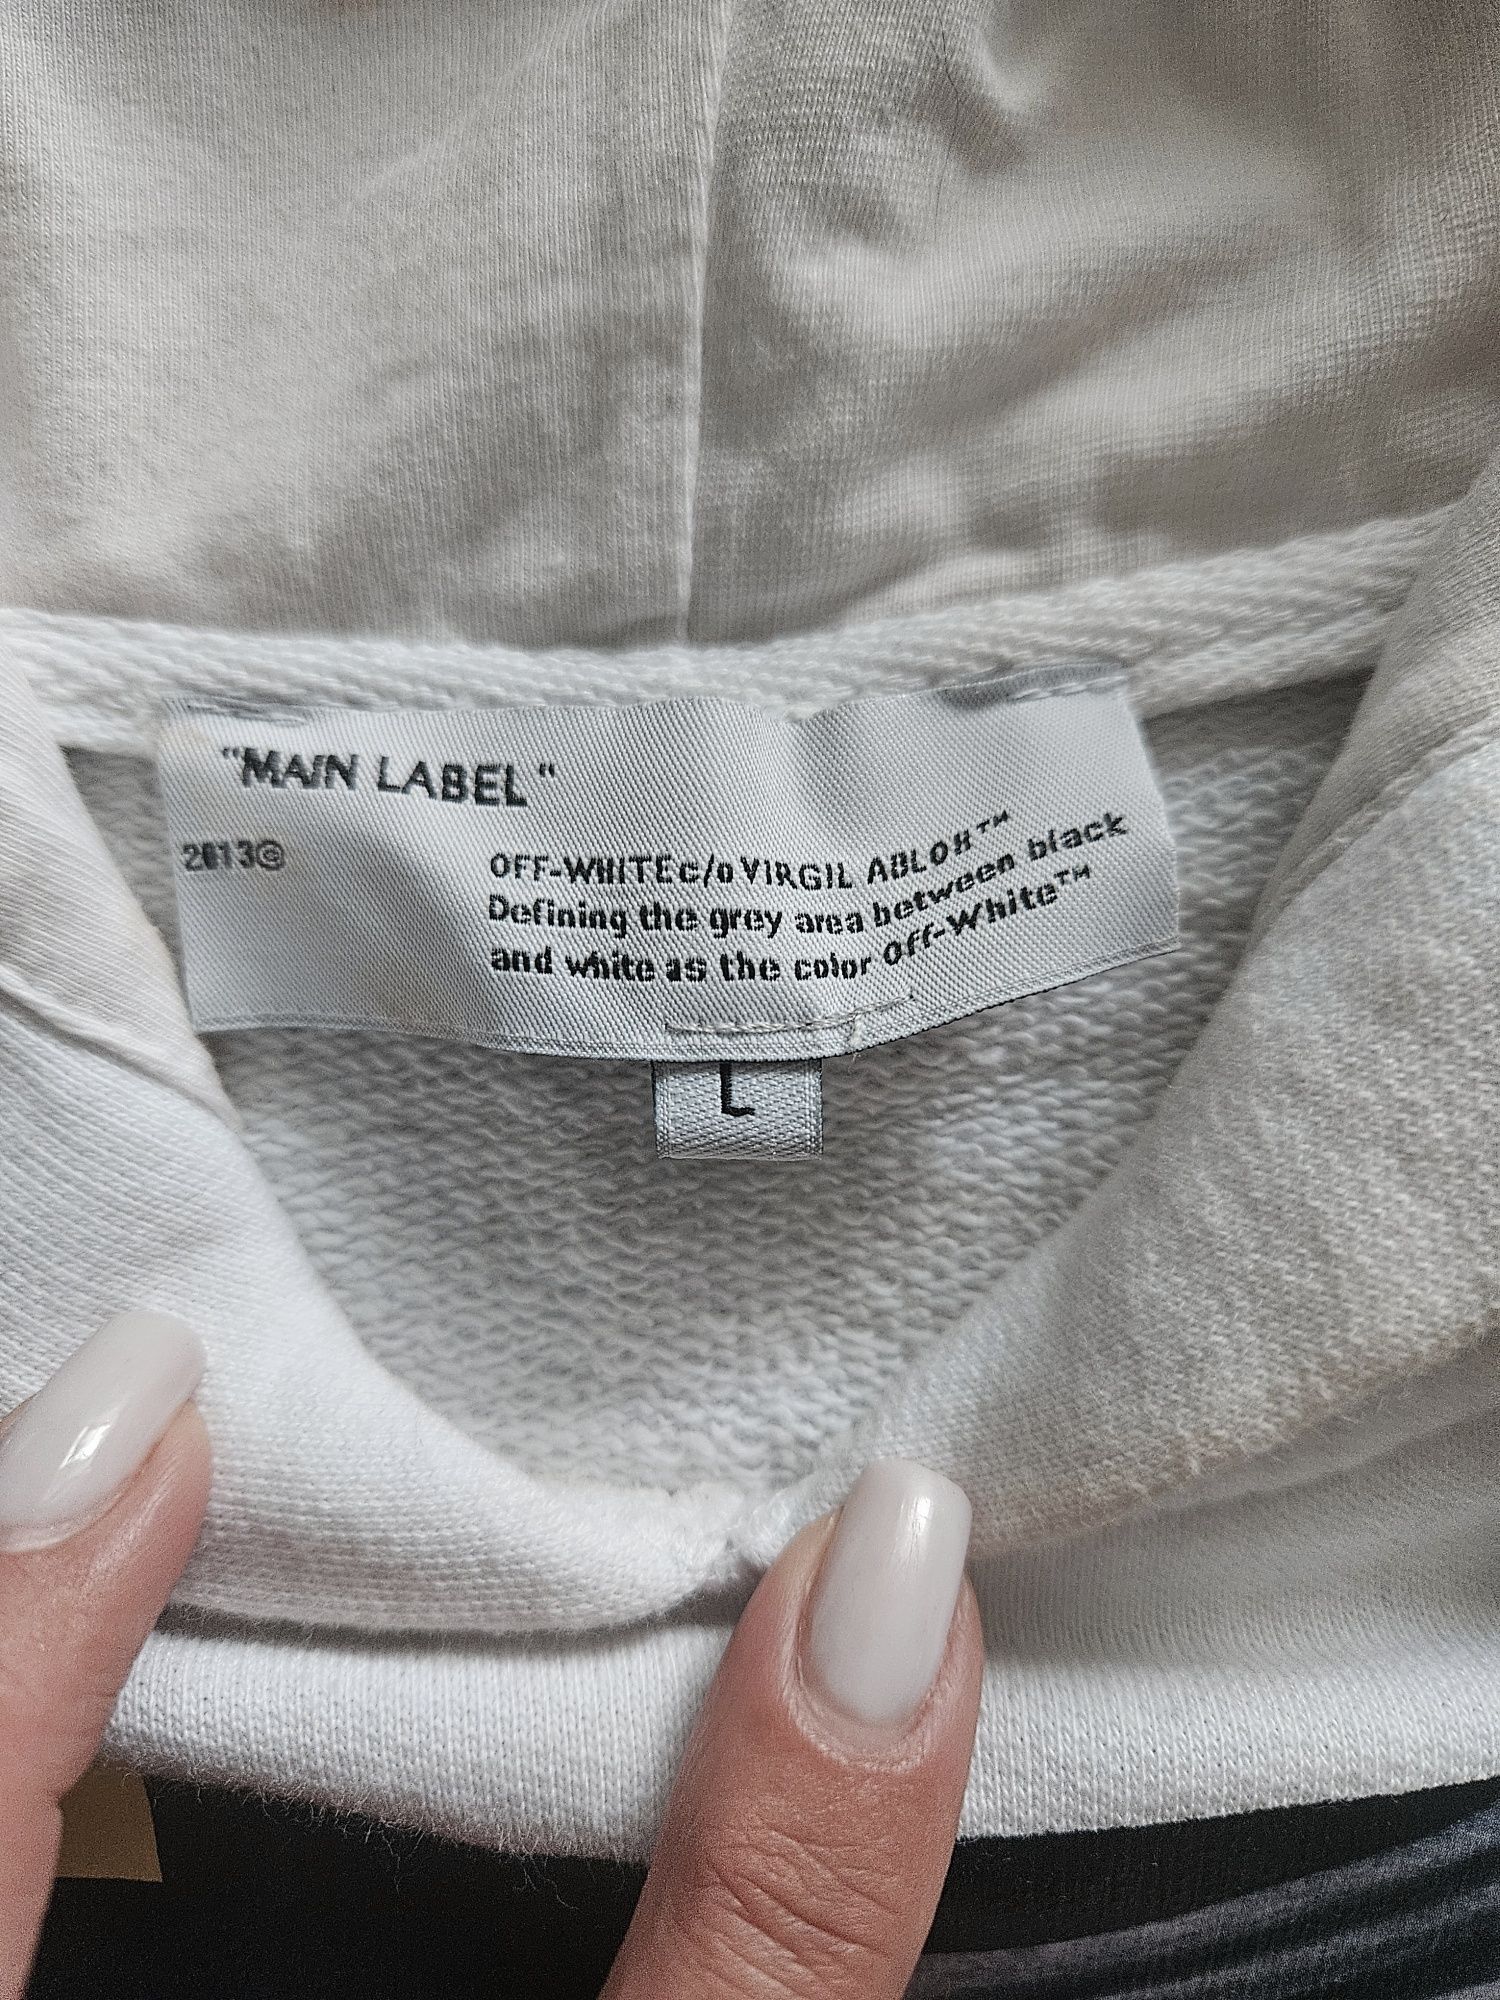 "MAIN LABEL"
2013©
OFF-WHITE c/o VIRGIL ABLOH™
Defining the grey area between black
and white as the color Off-White™
L